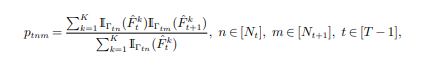 p_{tnm} = \frac{\sum_{k=1}^{K} \mathbb{I}_{\Gamma_{tn}}(\hat{F}_t^k) \mathbb{I}_{\Gamma_{tm}}(\hat{F}_{t+1}^k)}{\sum_{k=1}^{K} \mathbb{I}_{\Gamma_{tn}}(\hat{F}_t^k)}, n \in [N_t], m \in [N_{t+1}], t \in [T-1],